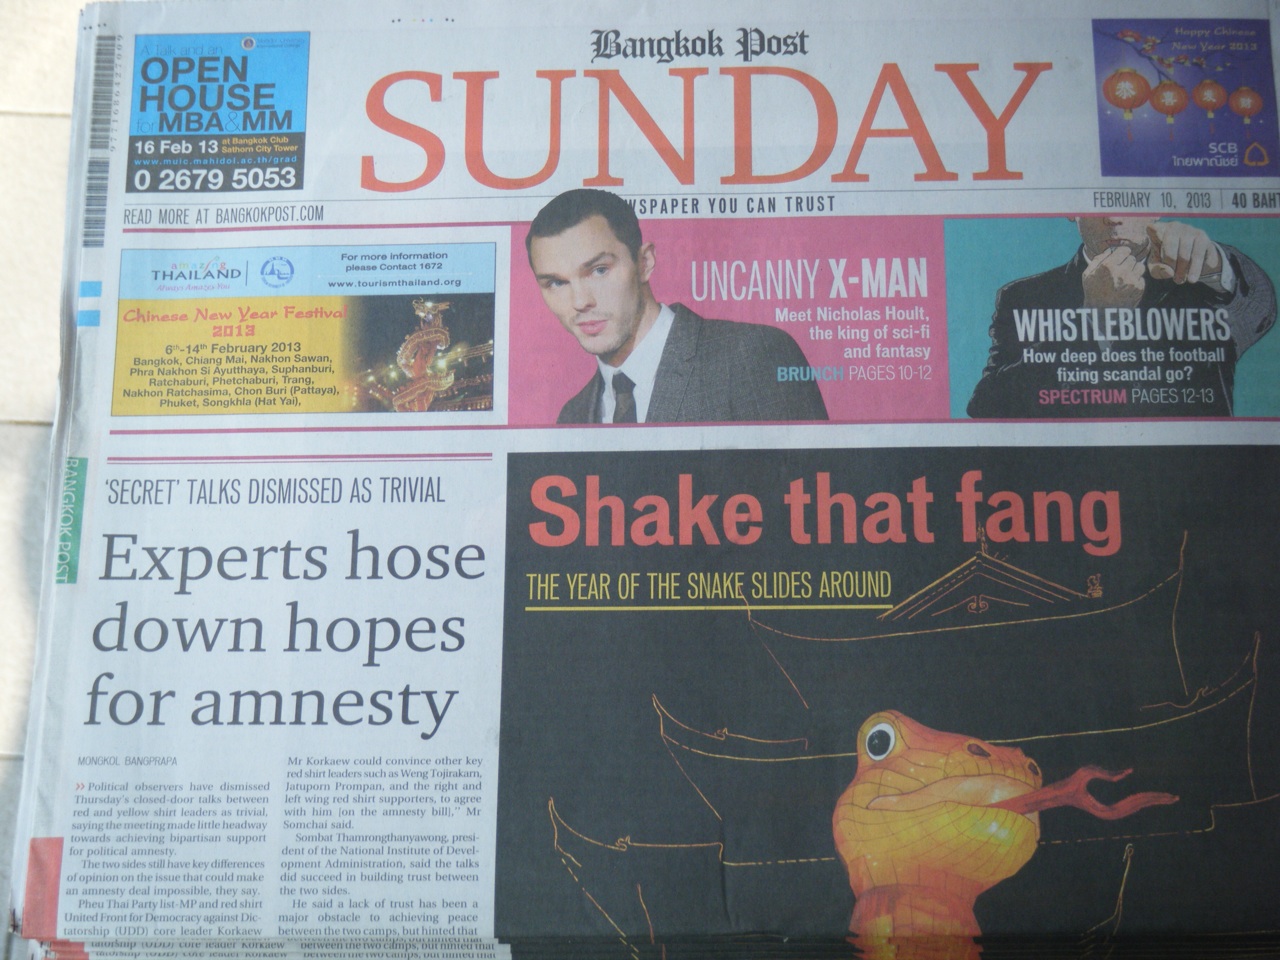 A Talk and an
OPEN
HOUSE
for MBA&MM
16 Feb 13 at Bangkok Club
Sathorn City Tower
www.muic.mahidol.ac.th/grad
0 2679 5053
Bangkok Post
SUNDAY
Happy Chinese
New Year 2013
恭喜發財
SCB
ไทยพาณิชย์
READ MORE AT BANGKOKPOST.COM
WSPAPER YOU CAN TRUST
FEBRUARY 10, 2013 | 40 BAHT
amazing
THAILAND
Always Amazes You
For more information
please Contact 1672
www.tourismthailand.org
Chinese New Year Festival
2013
6th-14th February 2013
Bangkok, Chiang Mai, Nakhon Sawan,
Phra Nakhon Si Ayutthaya, Suphanburi,
Ratchaburi, Phetchaburi, Trang,
Nakhon Ratchasima, Chon Buri (Pattaya),
Phuket, Songkhla (Hat Yai),
UNCANNY X-MAN
Meet Nicholas Hoult,
the king of sci-fi
and fantasy
BRUNCH PAGES 10-12
WHISTLEBLOWERS
How deep does the football
fixing scandal go?
SPECTRUM PAGES 12-13
BANGKOK POST
'SECRET' TALKS DISMISSED AS TRIVIAL
Experts hose
down hopes
for amnesty
MONGKOL BANGPRAPA
» Political observers have dismissed
Thursday's closed-door talks between
red and yellow shirt leaders as trivial,
saying the meeting made little headway
towards achieving bipartisan support
for political amnesty.
The two sides still have key differences
of opinion on the issue that could make
an amnesty deal impossible, they say.
Pheu Thai Party list-MP and red shirt
United Front for Democracy against Dic-
tatorship (UDD) core leader Korkaew
Mr Korkaew could convince other key
red shirt leaders such as Weng Tojirakarn,
Jatuporn Prompan, and the right and
left wing red shirt supporters, to agree
with him [on the amnesty bill]," Mr
Somchai said.
Sombat Thamrongthanyawong, presi-
dent of the National Institute of Devel-
opment Administration, said the talks
did succeed in building trust between
the two sides.
He said a lack of trust has been a
major obstacle to achieving peace
between the two camps, but hinted that
Shake that fang
THE YEAR OF THE SNAKE SLIDES AROUND